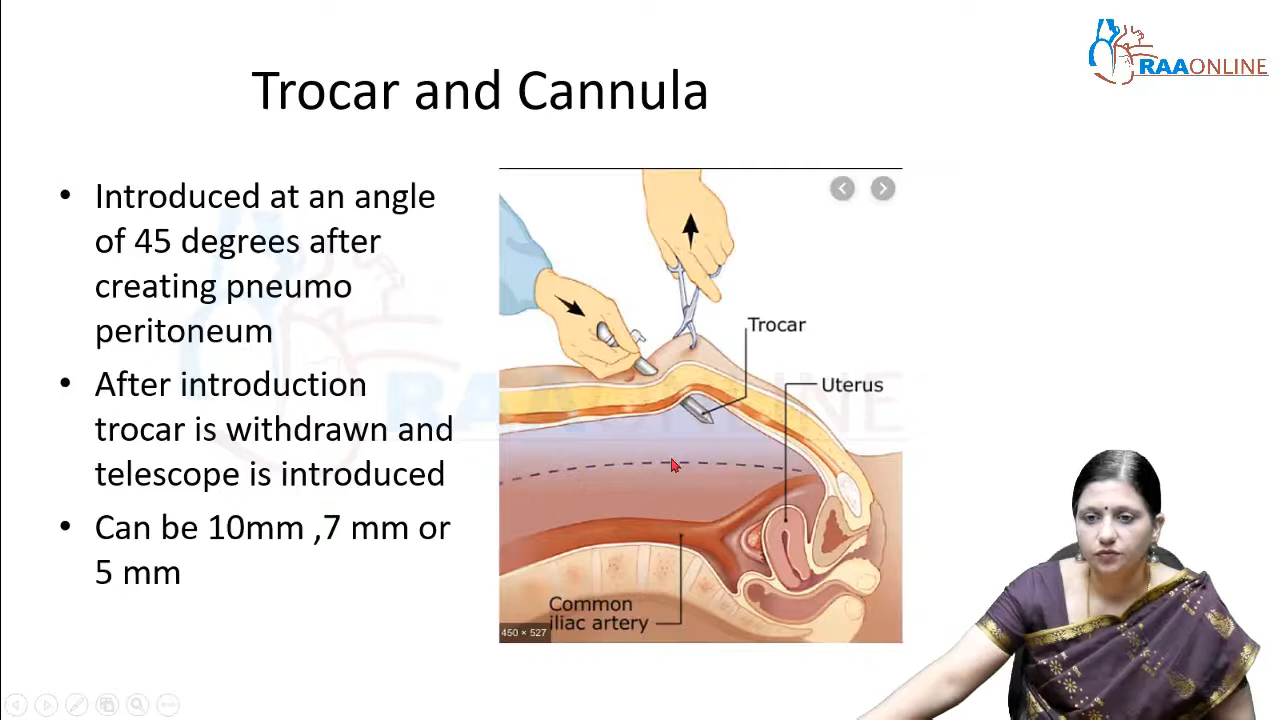 RAAONLINE
Trocar and Cannula
• Introduced at an angle
of 45 degrees after
creating pneumo
peritoneum
• After introduction
trocar is withdrawn and
telescope is introduced
• Can be 10mm ,7 mm or
5 mm
Trocar
Uterus
Common
iliac artery
450 × 527
RAAONLINE